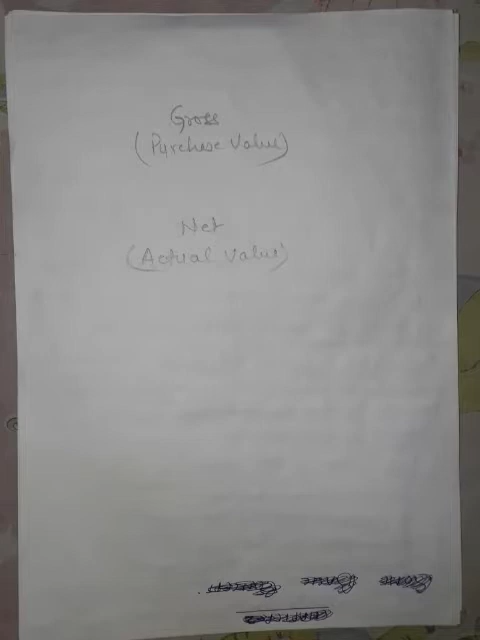 Gross
(Purchase Value)
Net
(Actual Value)